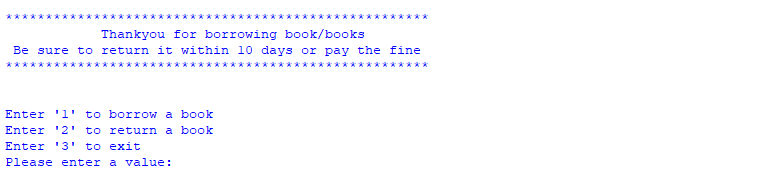 *****************************************************
Thankyou for borrowing book/books
Be sure to return it within 10 days or pay the fine
*****************************************************
Enter '1' to borrow a book
Enter '2' to return a book
Enter '3' to exit
Please enter a value: